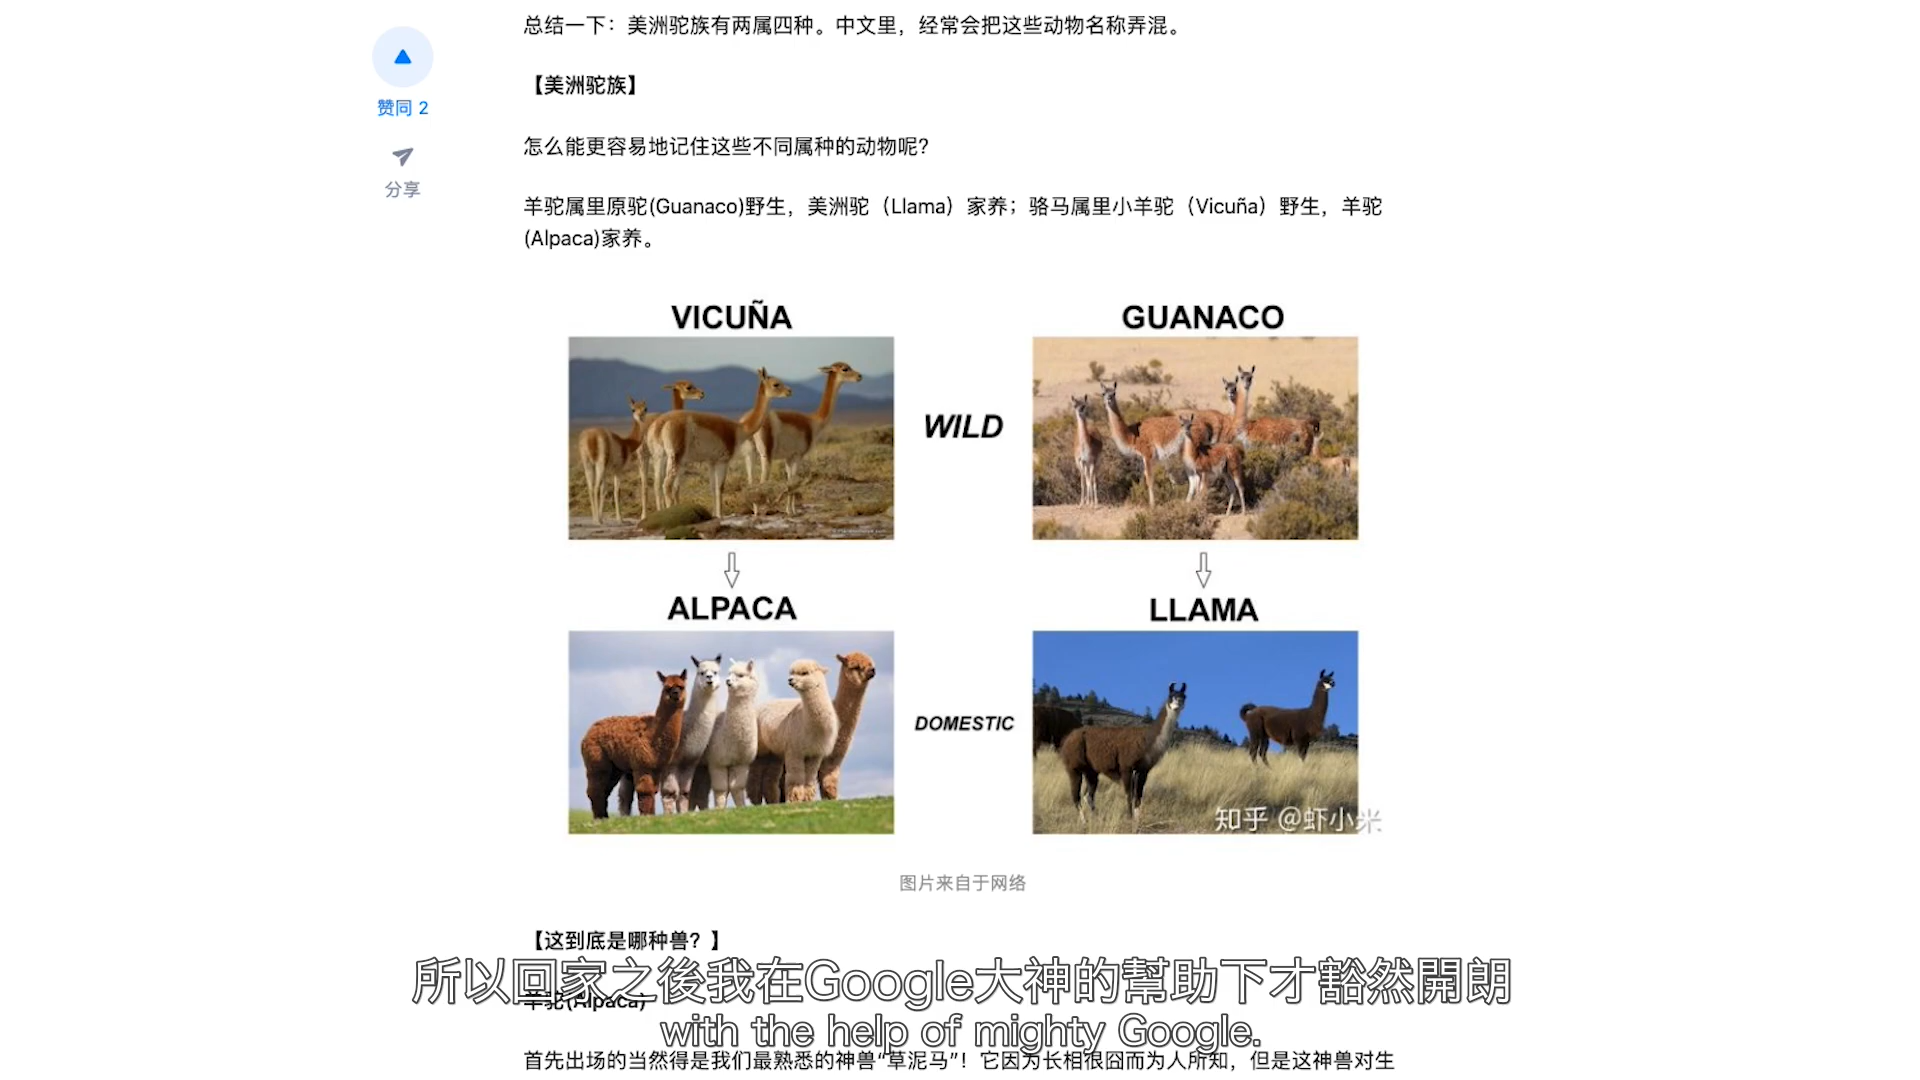 总结一下：美洲驼族有两属四种。中文里，经常会把这些动物名称弄混。
赞同 2
分享
【美洲驼族】
怎么能更容易地记住这些不同属种的动物呢？
羊驼属里原驼(Guanaco)野生，美洲驼（Llama）家养；骆马属里小羊驼（Vicuña）野生，羊驼
(Alpaca)家养。
VICUÑA
GUANACO
WILD
ALPACA
LLAMA
DOMESTIC
知乎 @虾小米
图片来自于网络
【这到底是哪种兽？】
所以回家之後我在Google大神的幫助下才豁然開朗
羊驼(Alpaca)
with the help of mighty Google.
首先出场的当然得是我们最熟悉的神兽“草泥马”！它因为长相很囧而为人所知，但是这神兽对生